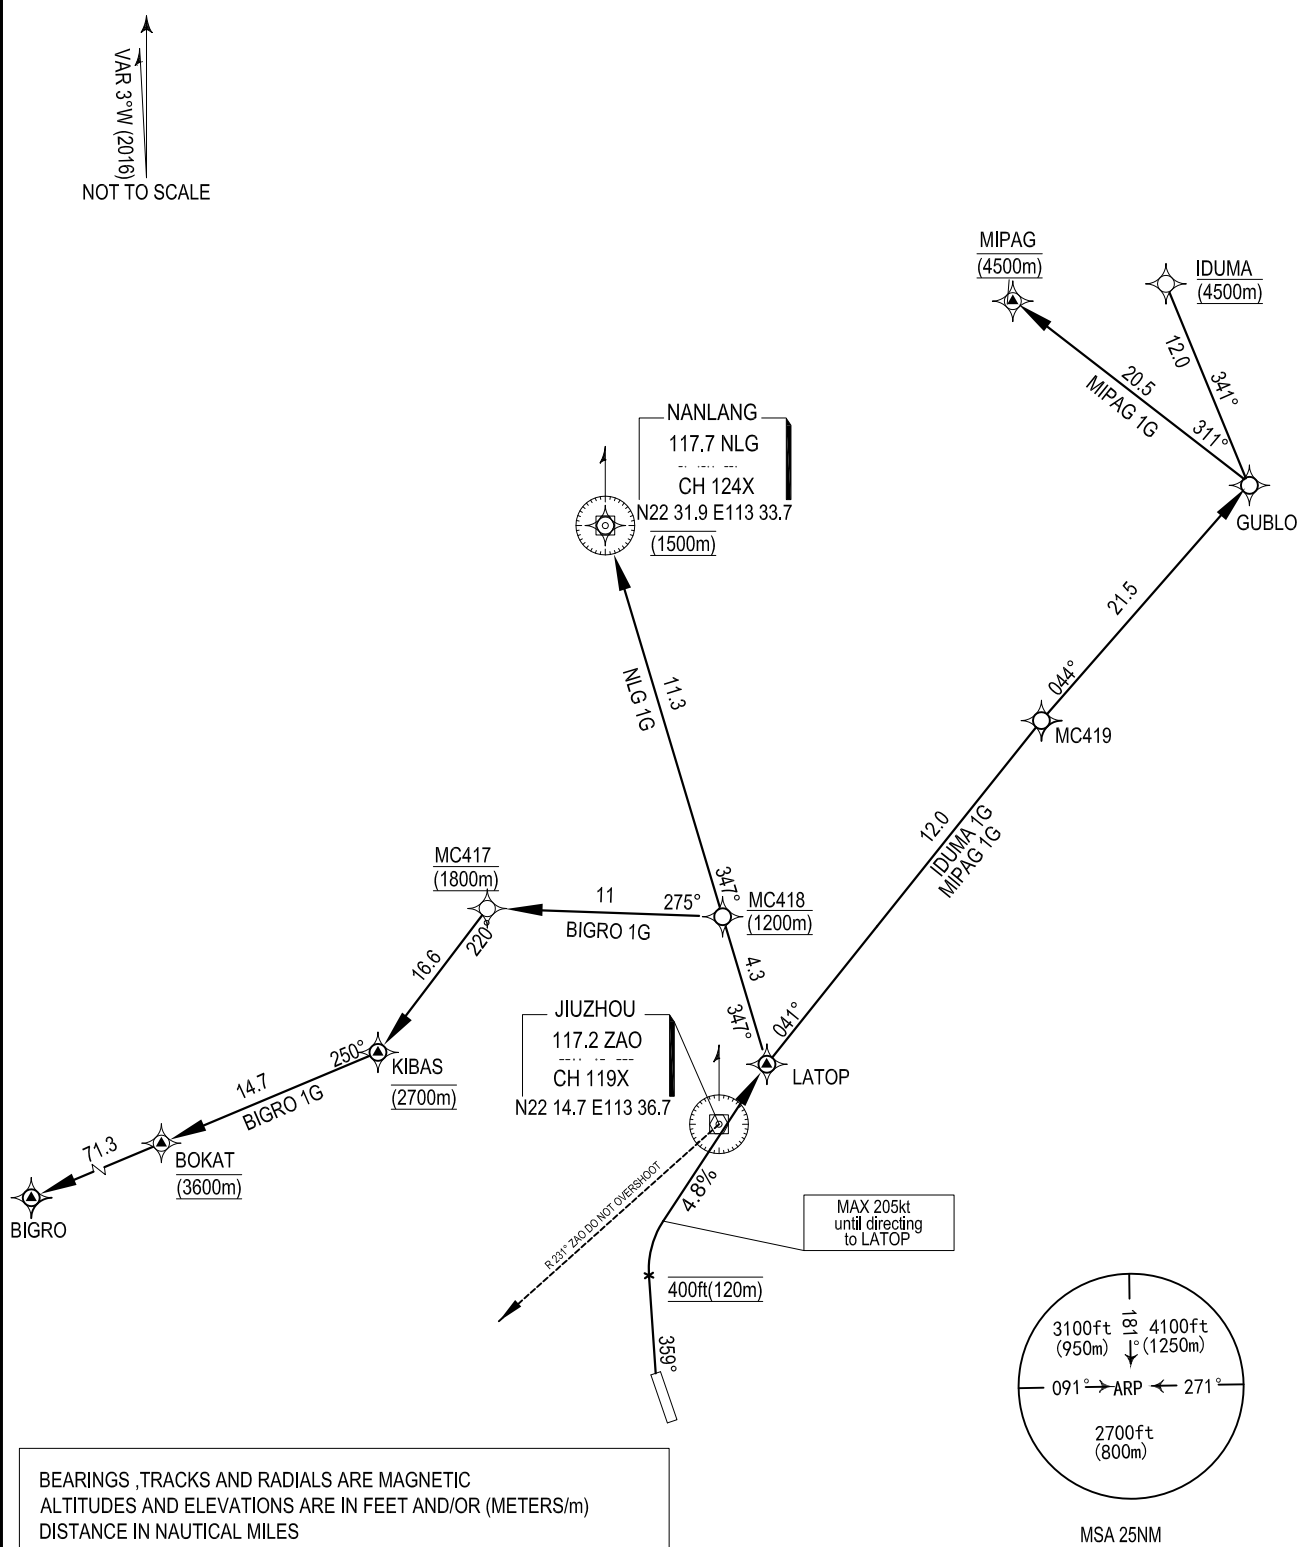 VAR 3°W (2016)
NOT TO SCALE
MIPAG
(4500m)
IDUMA
(4500m)
12.0
341°
20.5
MIPAG 1G
311°
GUBLO
NANLANG
117.7 NLG
CH 124X
N22 31.9 E113 33.7
(1500m)
21.5
044°
MC419
11.3
NLG 1G
12.0
IDUMA 1G
MIPAG 1G
MC417
(1800m)
11
275°
BIGRO 1G
347°
MC418
(1200m)
220°
16.6
4.3
347°
041°
LATOP
JIUZHOU
117.2 ZAO
CH 119X
N22 14.7 E113 36.7
250°
KIBAS
(2700m)
14.7
BIGRO 1G
71.3
BOKAT
(3600m)
BIGRO
R 231° ZAO DO NOT OVERSHOOT
4.8%
MAX 205kt
until directing
to LATOP
400ft(120m)
359°
3100ft
(950m)
181°
4100ft
(1250m)
091° ARP 271°
2700ft
(800m)
MSA 25NM
BEARINGS ,TRACKS AND RADIALS ARE MAGNETIC
ALTITUDES AND ELEVATIONS ARE IN FEET AND/OR (METERS/m)
DISTANCE IN NAUTICAL MILES